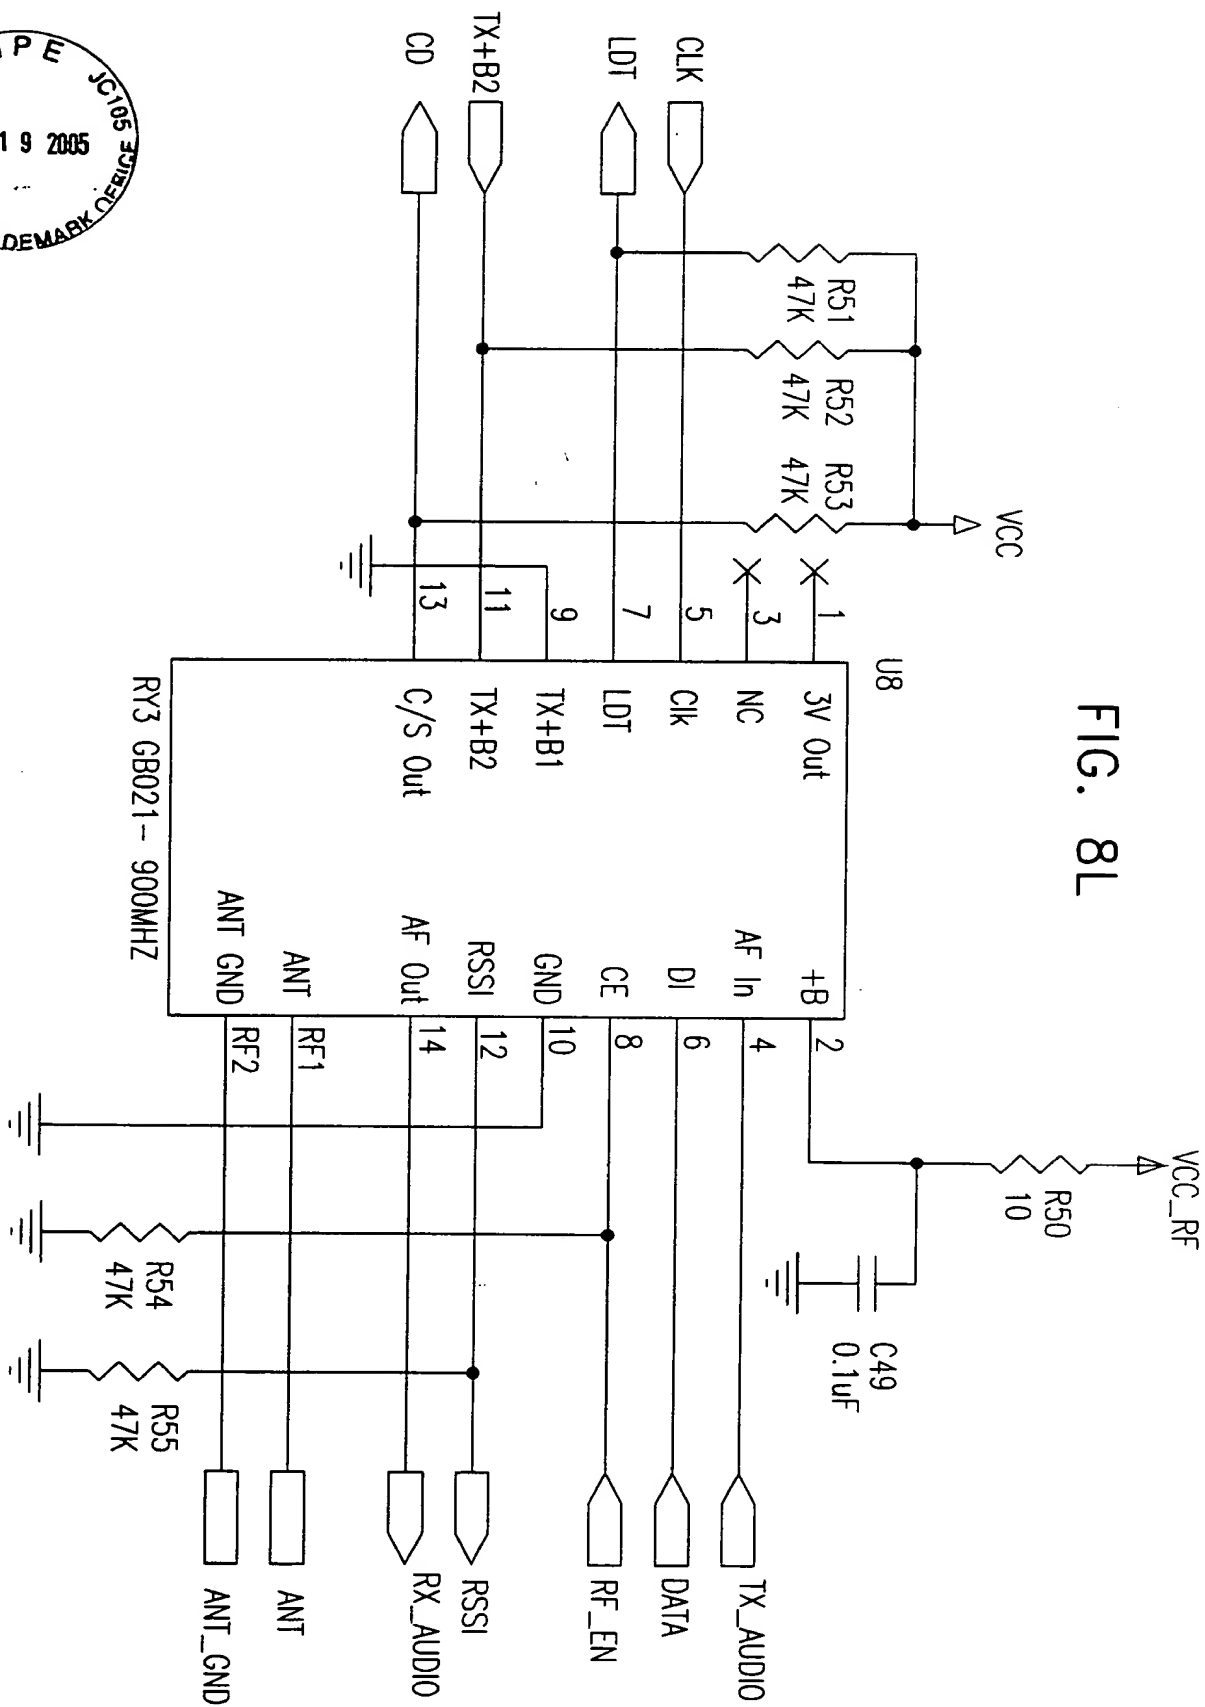 FIG. 8L
VCC
VCC_RF
R50
10
C49
0.1uF
R51
47K
R52
47K
R53
47K
CLK
LDT
TX+B2
CD
U8
1
3
5
7
9
11
13
3V Out
NC
Clk
LDT
TX+B1
TX+B2
C/S Out
+B
AF In
DI
CE
GND
RSSI
AF Out
ANT
ANT GND
2
4
6
8
10
12
14
RF1
RF2
RY3 GB021- 900MHZ
TX_AUDIO
DATA
RF_EN
RSSI
RX_AUDIO
ANT
ANT_GND
R54
47K
R55
47K
P E JC105
1 9 2005
DEMARK OFFICE